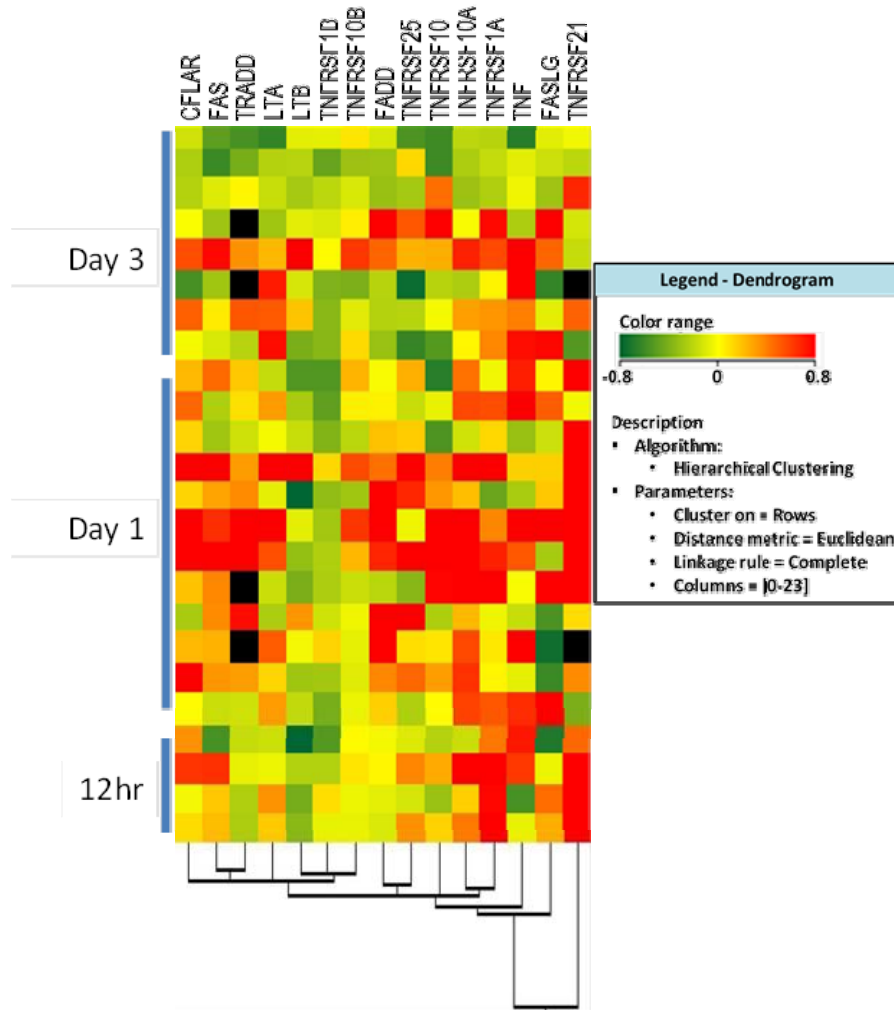 CFLAR
FAS
TRADD
LTA
LTB
TNFRSF1B
TNFRSF10B
FADD
TNFRSF25
TNFRSF10
TNFRSF10A
TNFRSF1A
TNF
FASLG
TNFRSF21
Day 3
Day 1
12hr
Legend - Dendrogram
Color range
-0.8 0 0.8
Description
▪ Algorithm:
• Hierarchical Clustering
▪ Parameters:
• Cluster on = Rows
• Distance metric = Euclidean
• Linkage rule = Complete
• Columns = [0-23]